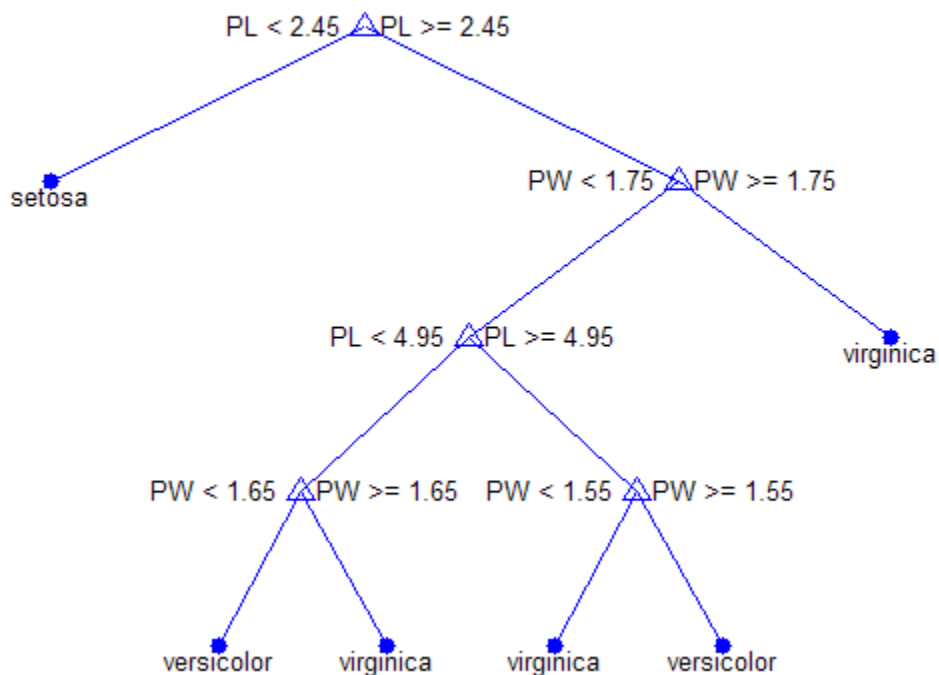 PL < 2.45 PL >= 2.45
setosa
PW < 1.75 PW >= 1.75
PL < 4.95 PL >= 4.95
virginica
PW < 1.65 PW >= 1.65 PW < 1.55 PW >= 1.55
versicolor virginica virginica versicolor